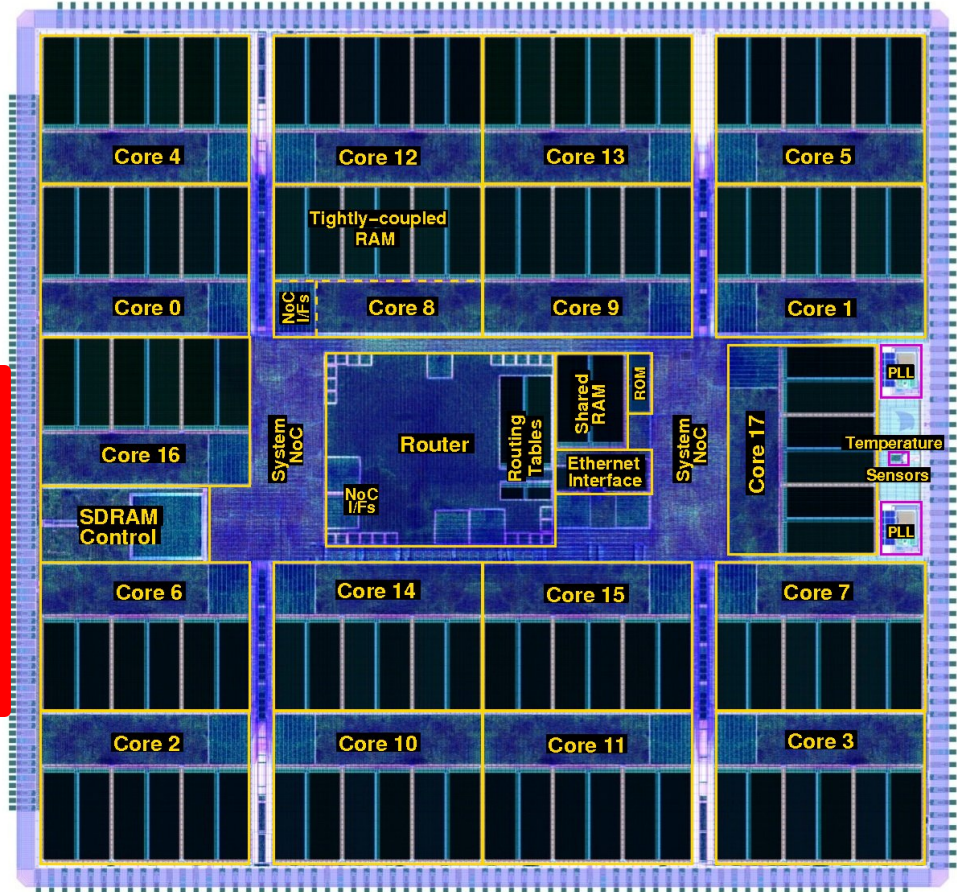 Core 4
Core 12
Core 13
Core 5
Tightly-coupled
RAM
Core 0
NoC
I/Fs
Core 8
Core 9
Core 1
Core 16
System
NoC
Router
NoC
I/Fs
Routing
Tables
Shared
RAM
ROM
Ethernet
Interface
System
NoC
Core 17
PLL
Temperature
Sensors
PLL
SDRAM
Control
Core 6
Core 14
Core 15
Core 7
Core 2
Core 10
Core 11
Core 3